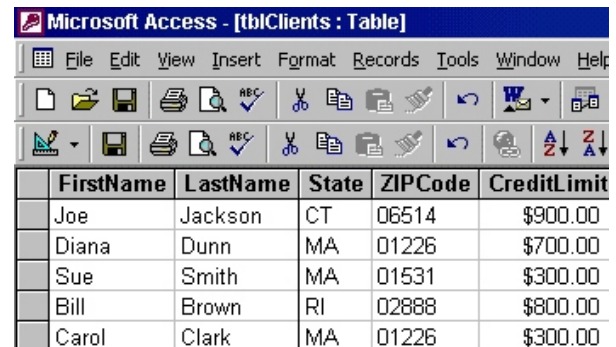 Microsoft Access - [tblClients : Table]
File Edit View Insert Format Records Tools Window Help
ABC
ABC A Z Z A
FirstName LastName State ZIPCode CreditLimit
Joe Jackson CT 06514 $900.00
Diana Dunn MA 01226 $700.00
Sue Smith MA 01531 $300.00
Bill Brown RI 02888 $800.00
Carol Clark MA 01226 $300.00